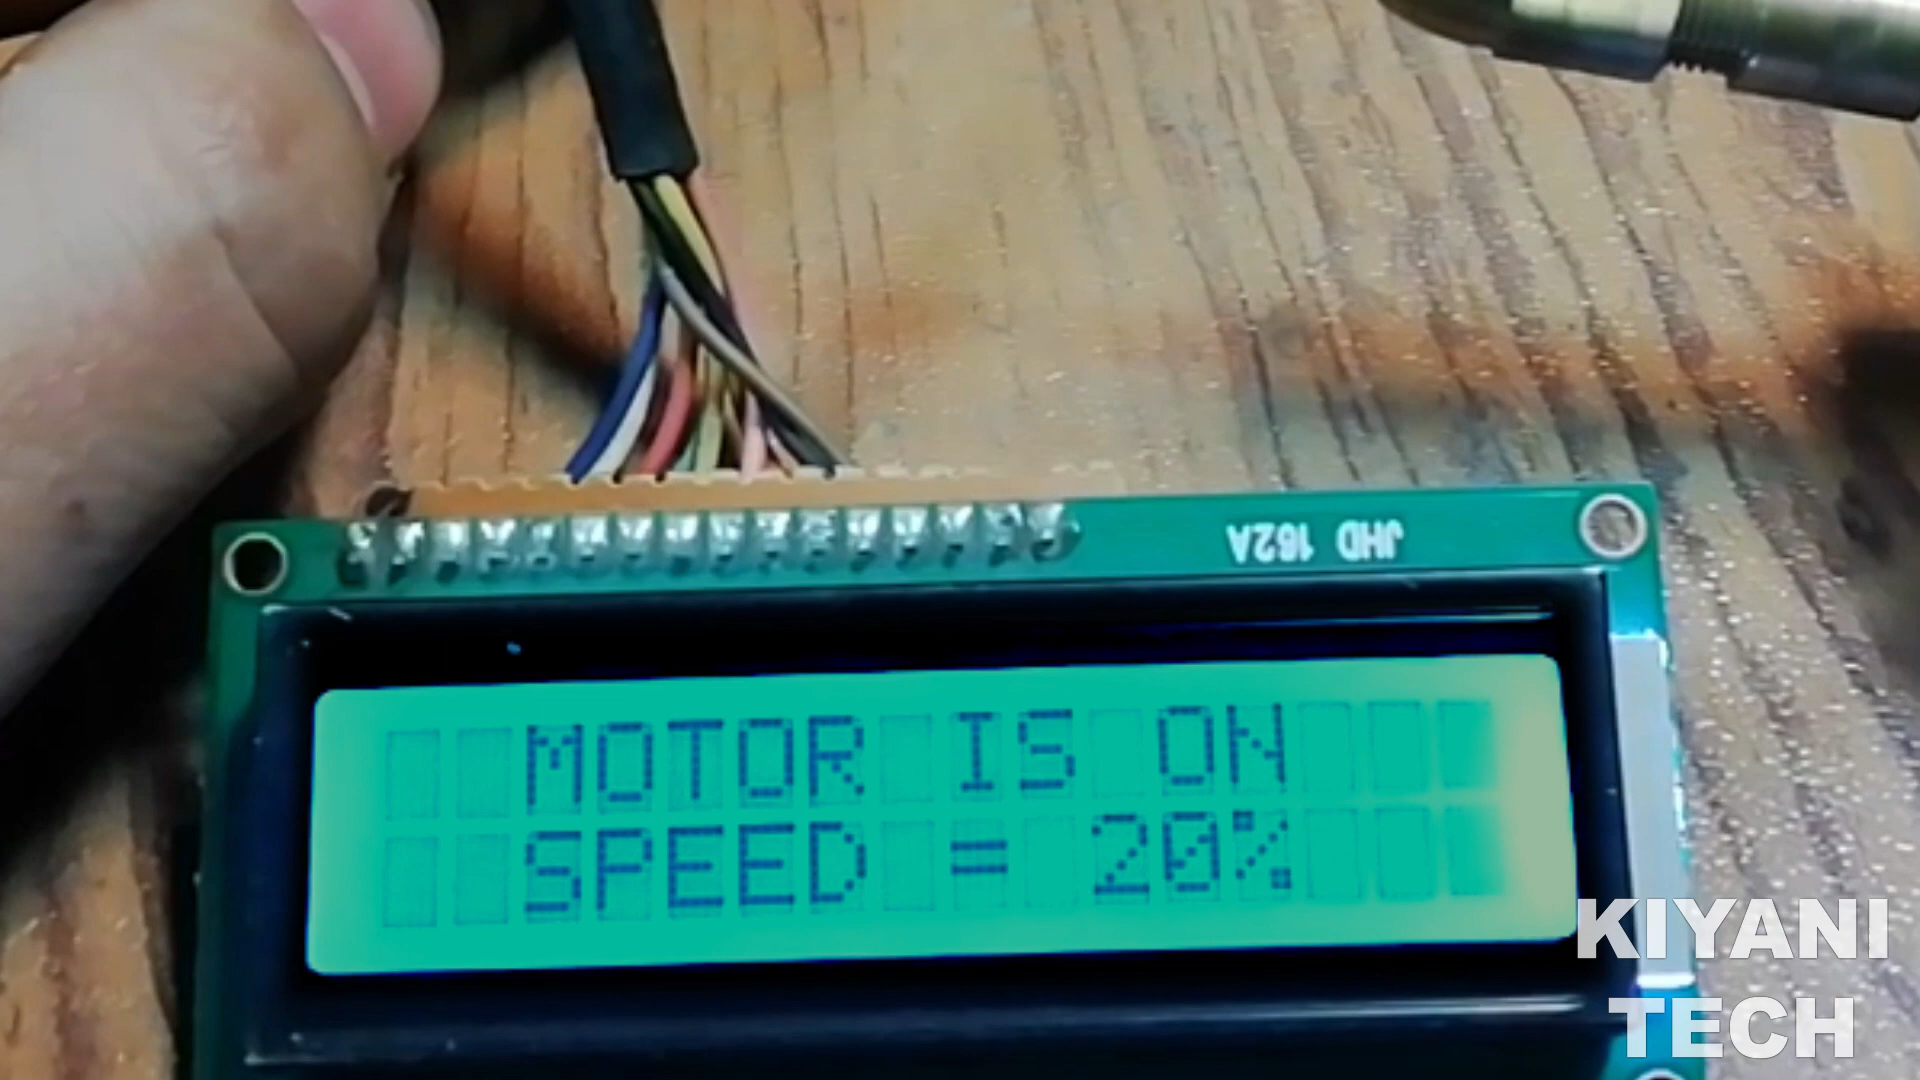 JHD 162A
MOTOR IS ON
SPEED = 20%
KIYANI
TECH